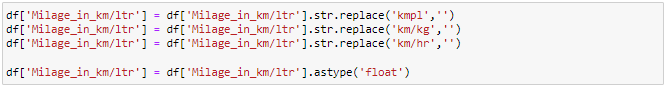 df['Milage_in_km/ltr'] = df['Milage_in_km/ltr'].str.replace('kmpl','')
df['Milage_in_km/ltr'] = df['Milage_in_km/ltr'].str.replace('km/kg','')
df['Milage_in_km/ltr'] = df['Milage_in_km/ltr'].str.replace('km/hr','')
df['Milage_in_km/ltr'] = df['Milage_in_km/ltr'].astype('float')